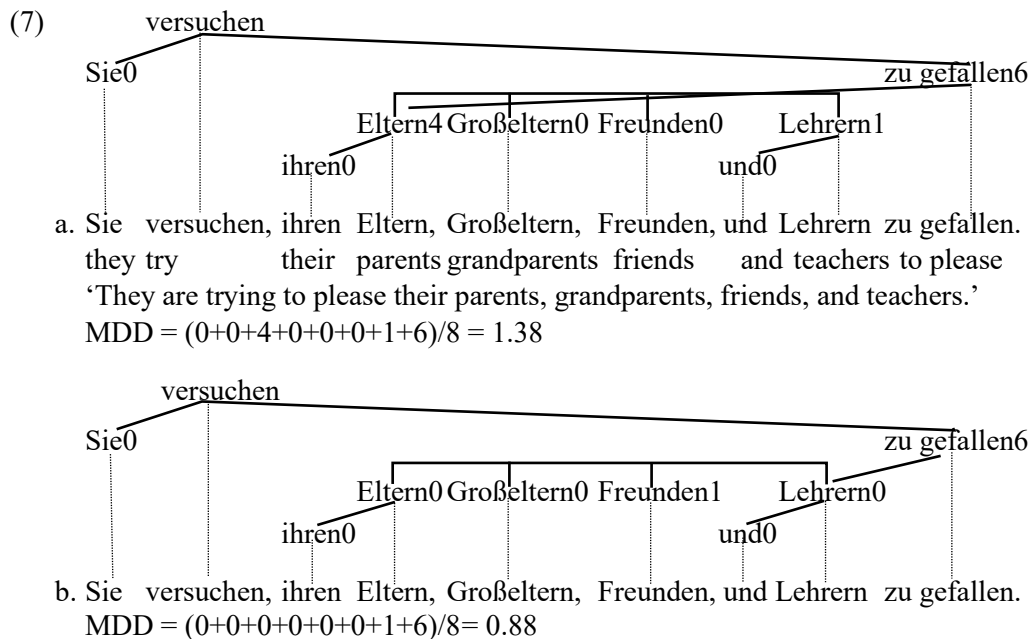 (7) versuchen
Sie0 zu gefallen6
Eltern4 Großeltern0 Freunden0 Lehrern1
ihren0 und0
a. Sie versuchen, ihren Eltern, Großeltern, Freunden, und Lehrern zu gefallen.
they try their parents grandparents friends and teachers to please
‘They are trying to please their parents, grandparents, friends, and teachers.’
MDD = (0+0+4+0+0+0+1+6)/8 = 1.38
versuchen
Sie0 zu gefallen6
Eltern0 Großeltern0 Freunden1 Lehrern0
ihren0 und0
b. Sie versuchen, ihren Eltern, Großeltern, Freunden, und Lehrern zu gefallen.
MDD = (0+0+0+0+0+0+1+6)/8= 0.88